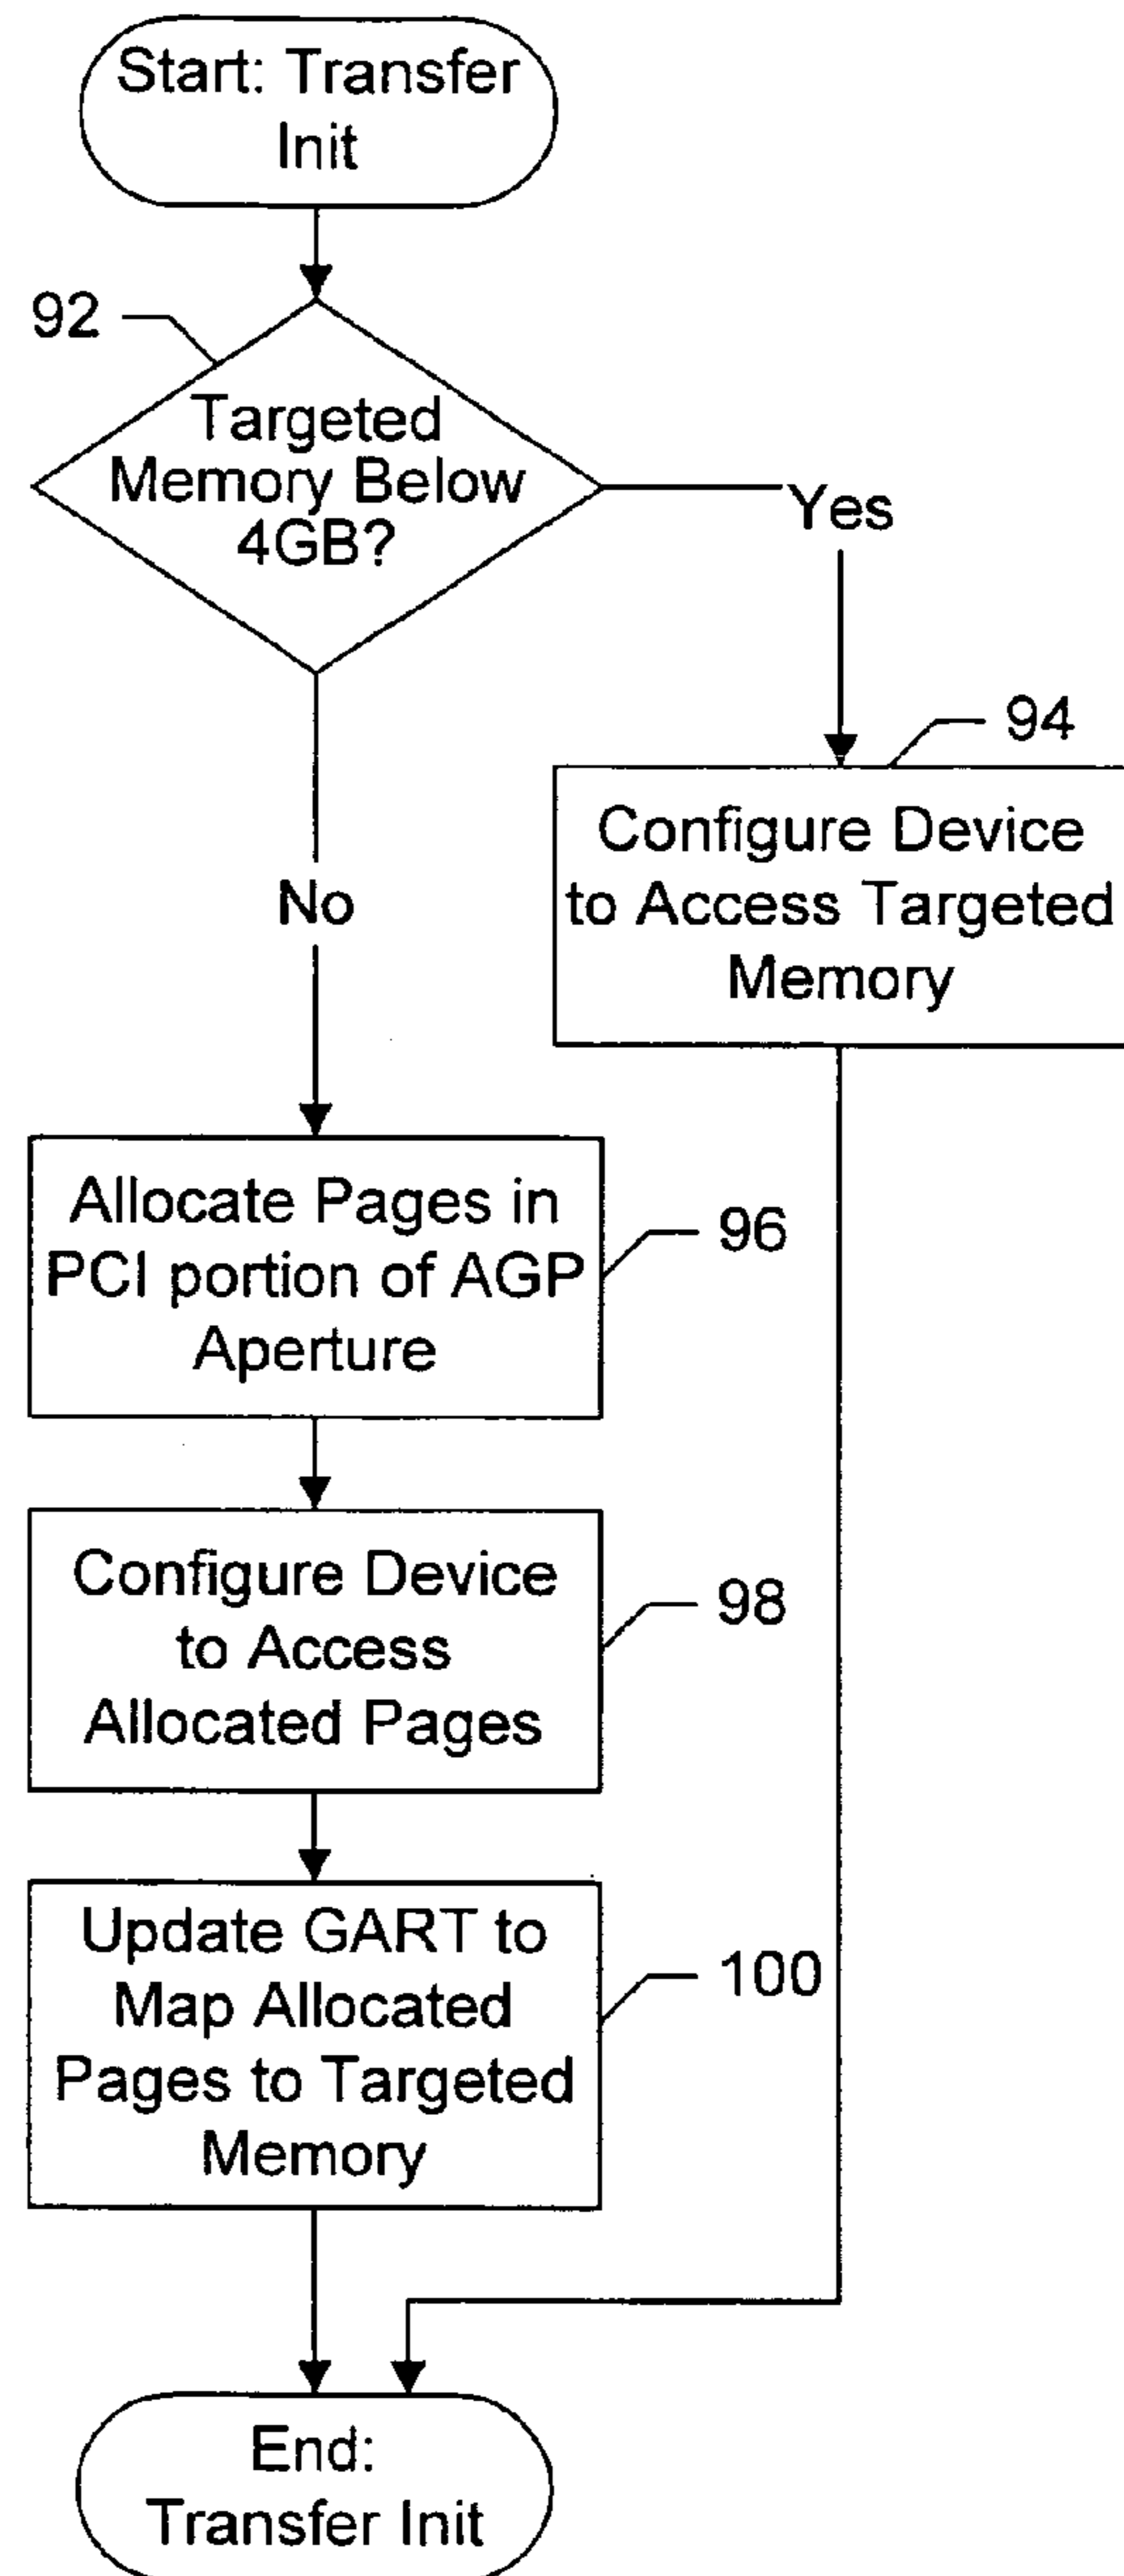 Start: Transfer
Init
92
Targeted
Memory Below
4GB?
Yes
94
Configure Device
to Access Targeted
Memory
No
Allocate Pages in
PCI portion of AGP
Aperture
96
Configure Device
to Access
Allocated Pages
98
Update GART to
Map Allocated
Pages to Targeted
Memory
100
End:
Transfer Init